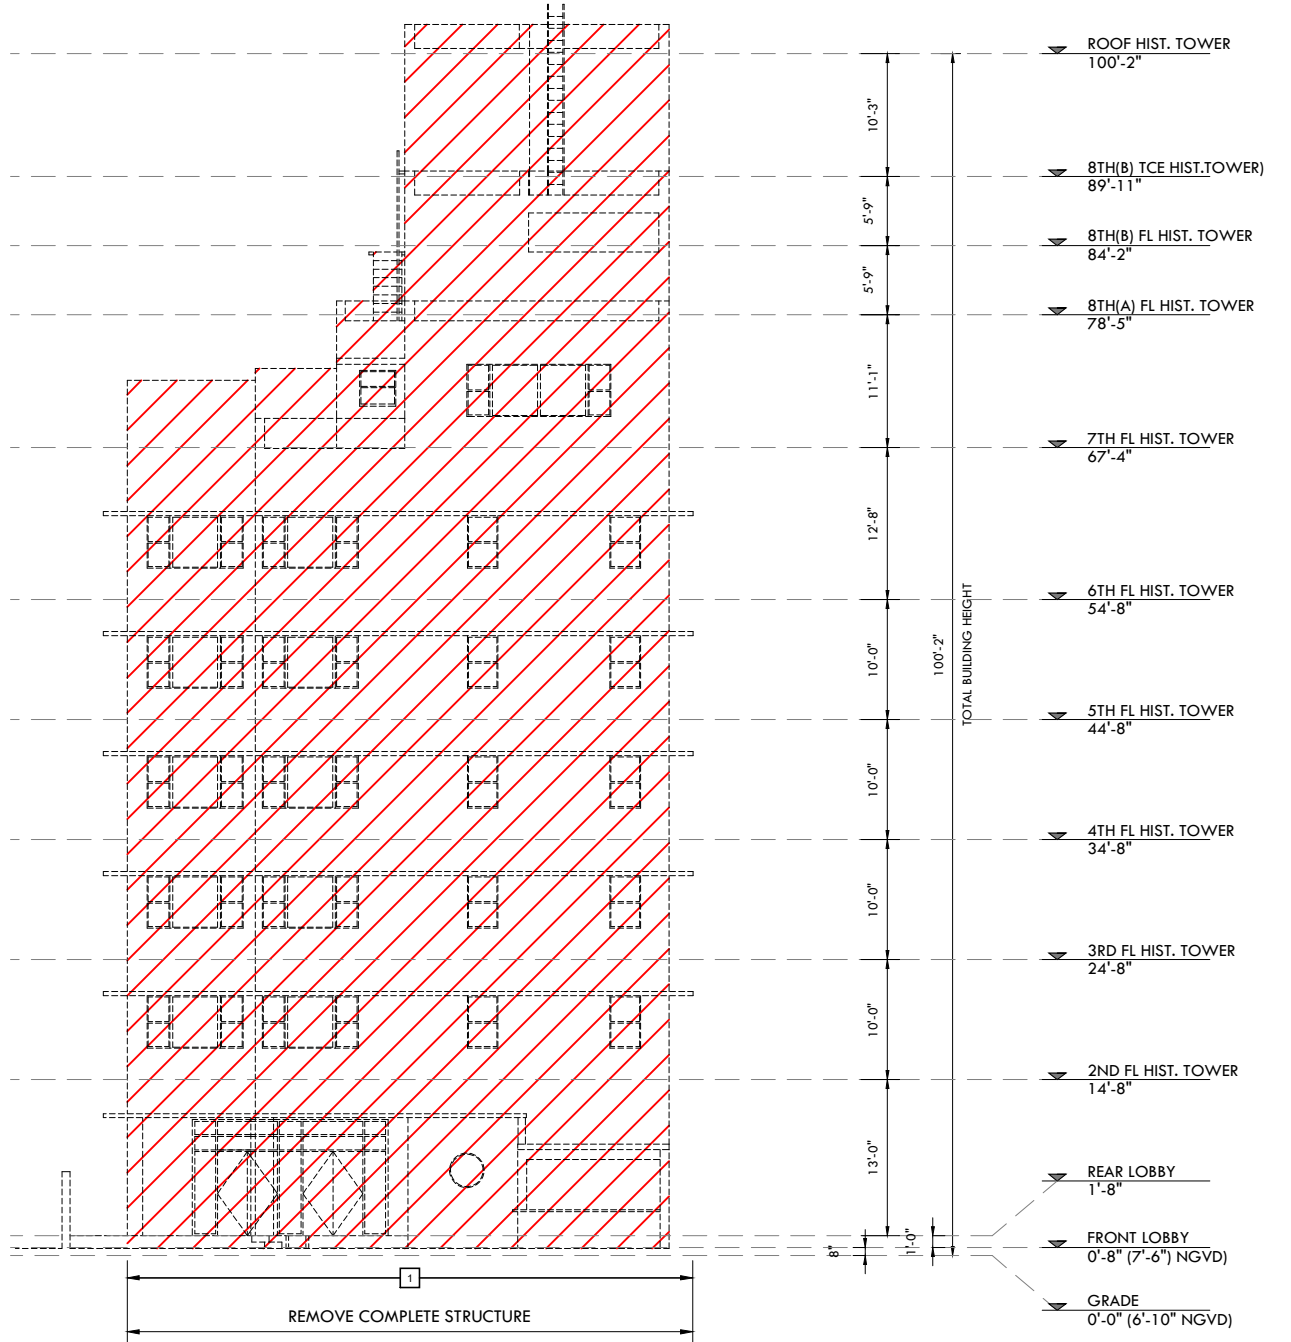 ROOF HIST. TOWER
100'-2"
10'-3"
8TH(B) TCE HIST.TOWER)
89'-11"
5'-9"
8TH(B) FL HIST. TOWER
84'-2"
5'-9"
8TH(A) FL HIST. TOWER
78'-5"
11'-1"
7TH FL HIST. TOWER
67'-4"
12'-8"
6TH FL HIST. TOWER
54'-8"
10'-0"
100'-2"
TOTAL BUILDING HEIGHT
5TH FL HIST. TOWER
44'-8"
10'-0"
4TH FL HIST. TOWER
34'-8"
10'-0"
3RD FL HIST. TOWER
24'-8"
10'-0"
2ND FL HIST. TOWER
14'-8"
13'-0"
REAR LOBBY
1'-8"
8"
1'-0"
FRONT LOBBY
0'-8" (7'-6") NGVD)
GRADE
0'-0" (6'-10" NGVD)
1
REMOVE COMPLETE STRUCTURE